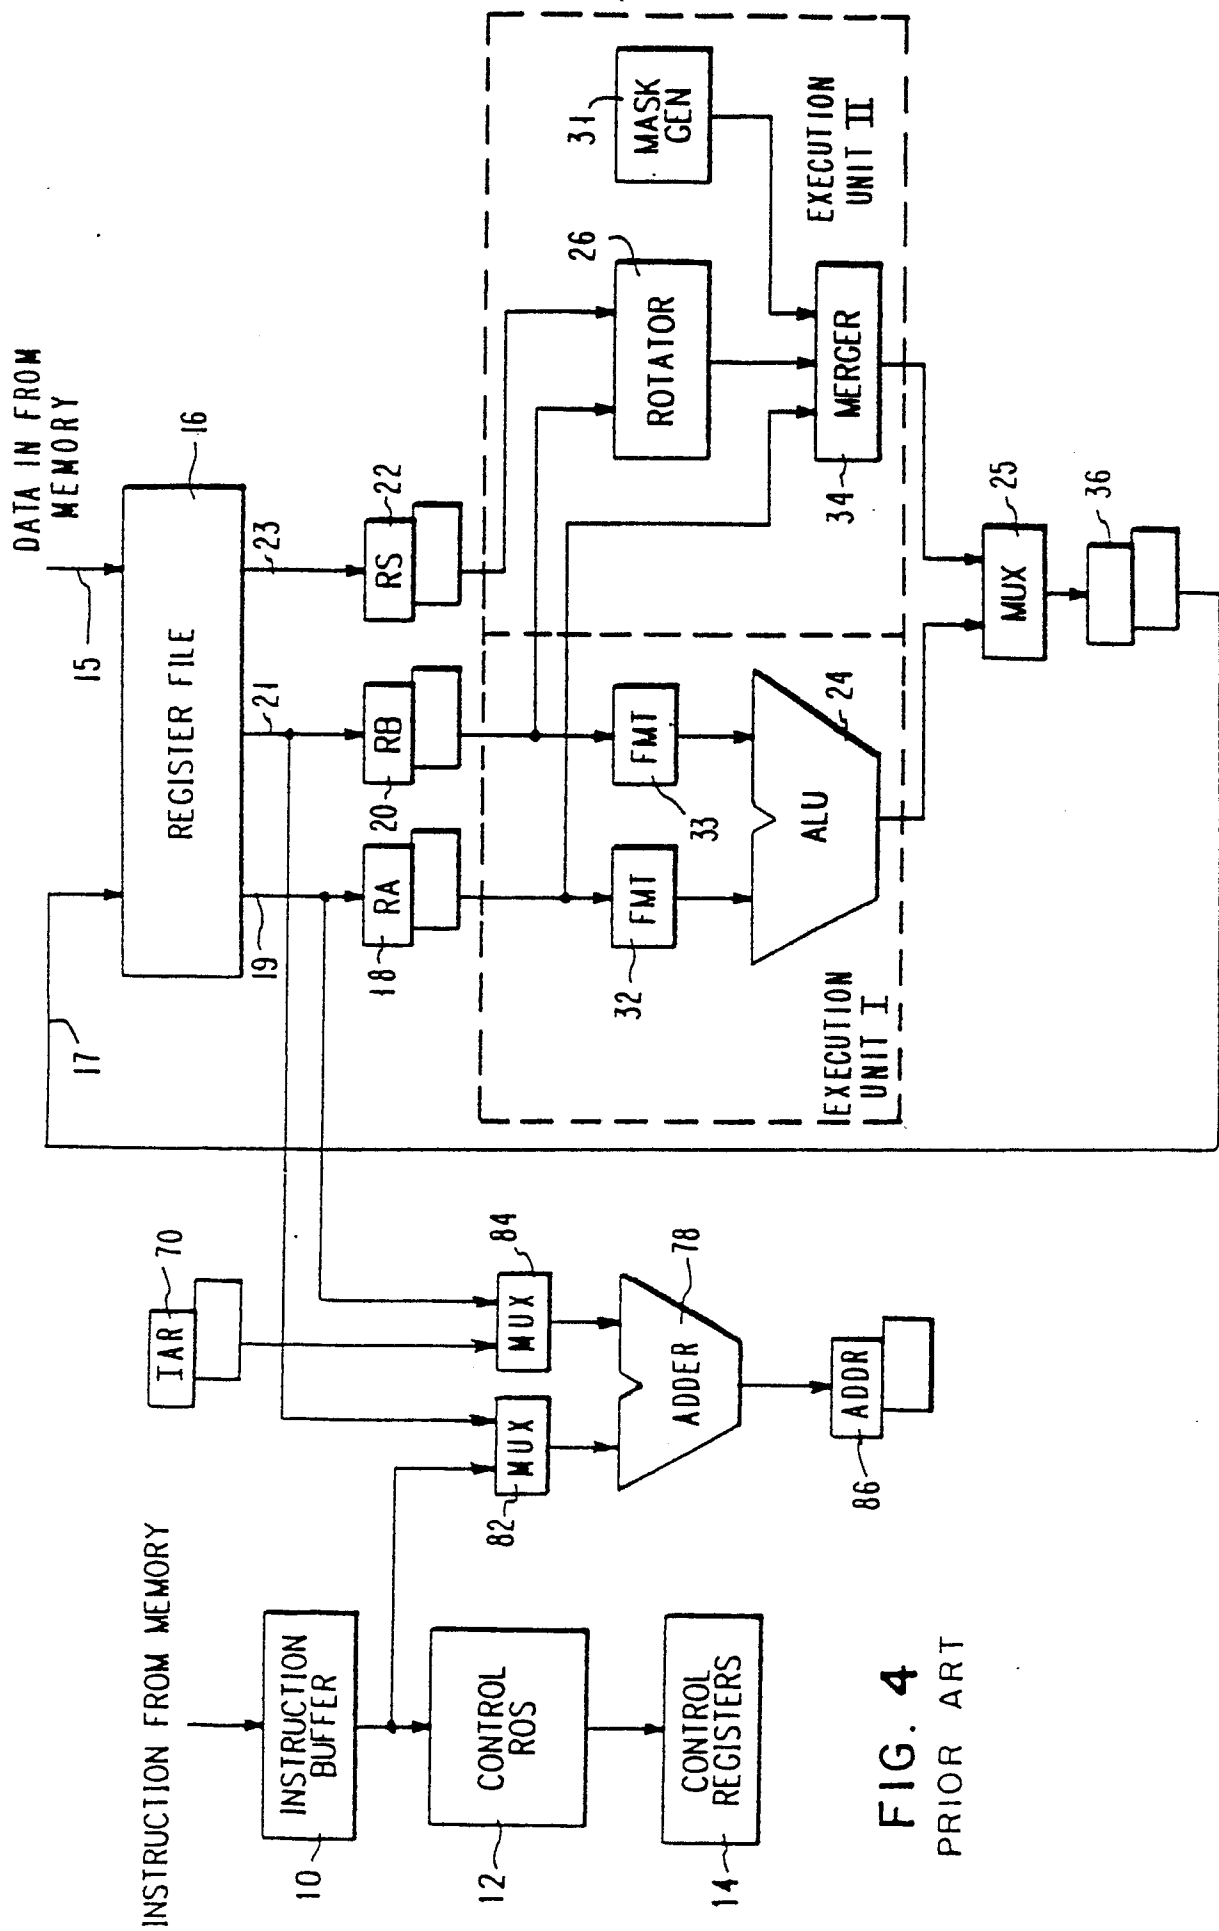 INSTRUCTION FROM MEMORY
INSTRUCTION
BUFFER
10
CONTROL
ROS
12
CONTROL
REGISTERS
14
IAR
70
MUX
82
MUX
84
ADDER
78
ADDR
86
DATA IN FROM
MEMORY
15
17
REGISTER FILE
16
19
21
23
RA
18
RB
20
RS
22
FMT
32
FMT
33
ALU
24
EXECUTION
UNIT I
ROTATOR
26
MASK
GEN
31
MERGER
34
EXECUTION
UNIT II
MUX
25
36
FIG. 4
PRIOR ART